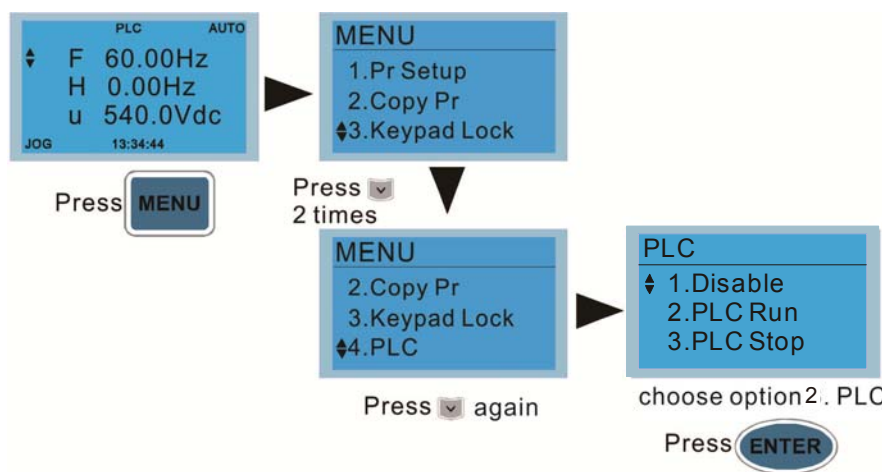 PLC AUTO
F 60.00Hz
H 0.00Hz
u 540.0Vdc
JOG 13:34:44
Press MENU
MENU
1.Pr Setup
2.Copy Pr
3.Keypad Lock
Press
2 times
MENU
2.Copy Pr
3.Keypad Lock
4.PLC
Press again
PLC
1.Disable
2.PLC Run
3.PLC Stop
choose option 2. PLC
Press ENTER